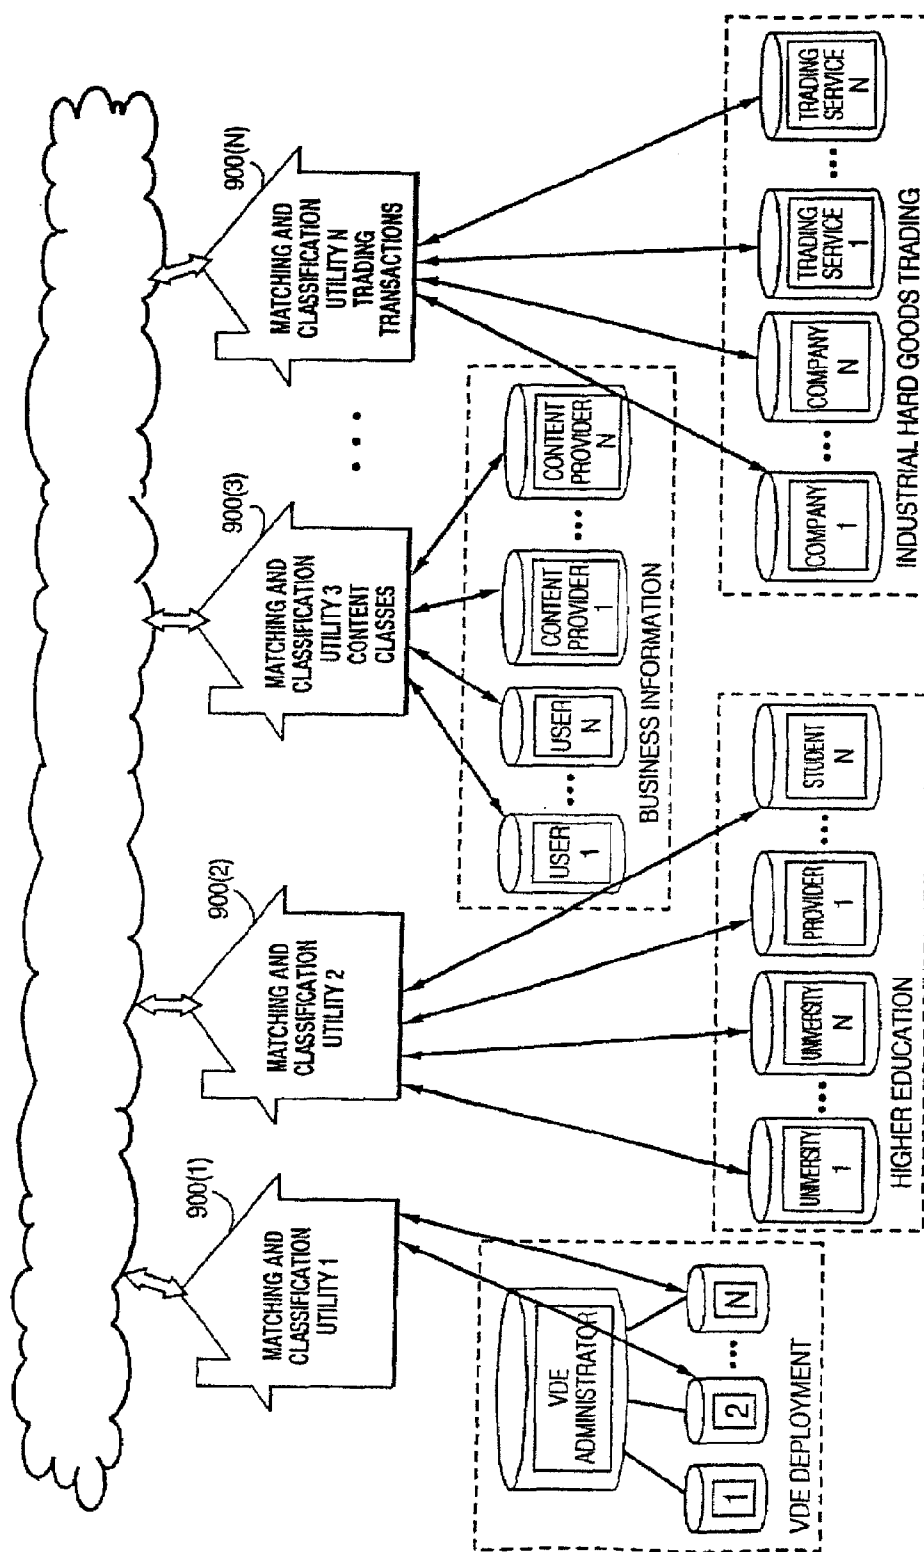 900(1)
MATCHING AND
CLASSIFICATION
UTILITY 1
900(2)
MATCHING AND
CLASSIFICATION
UTILITY 2
900(3)
MATCHING AND
CLASSIFICATION
UTILITY 3
CONTENT
CLASSES
•••
900(N)
MATCHING AND
CLASSIFICATION
UTILITY N
TRADING
TRANSACTIONS
VDE
ADMINISTRATOR
1
2
•••
N
VDE DEPLOYMENT
UNIVERSITY
1
•••
UNIVERSITY
N
PROVIDER
1
•••
STUDENT
N
HIGHER EDUCATION
USER
1
•••
USER
N
CONTENT
PROVIDER
1
•••
CONTENT
PROVIDER
N
BUSINESS INFORMATION
COMPANY
1
•••
COMPANY
N
TRADING
SERVICE
1
•••
TRADING
SERVICE
N
INDUSTRIAL HARD GOODS TRADING